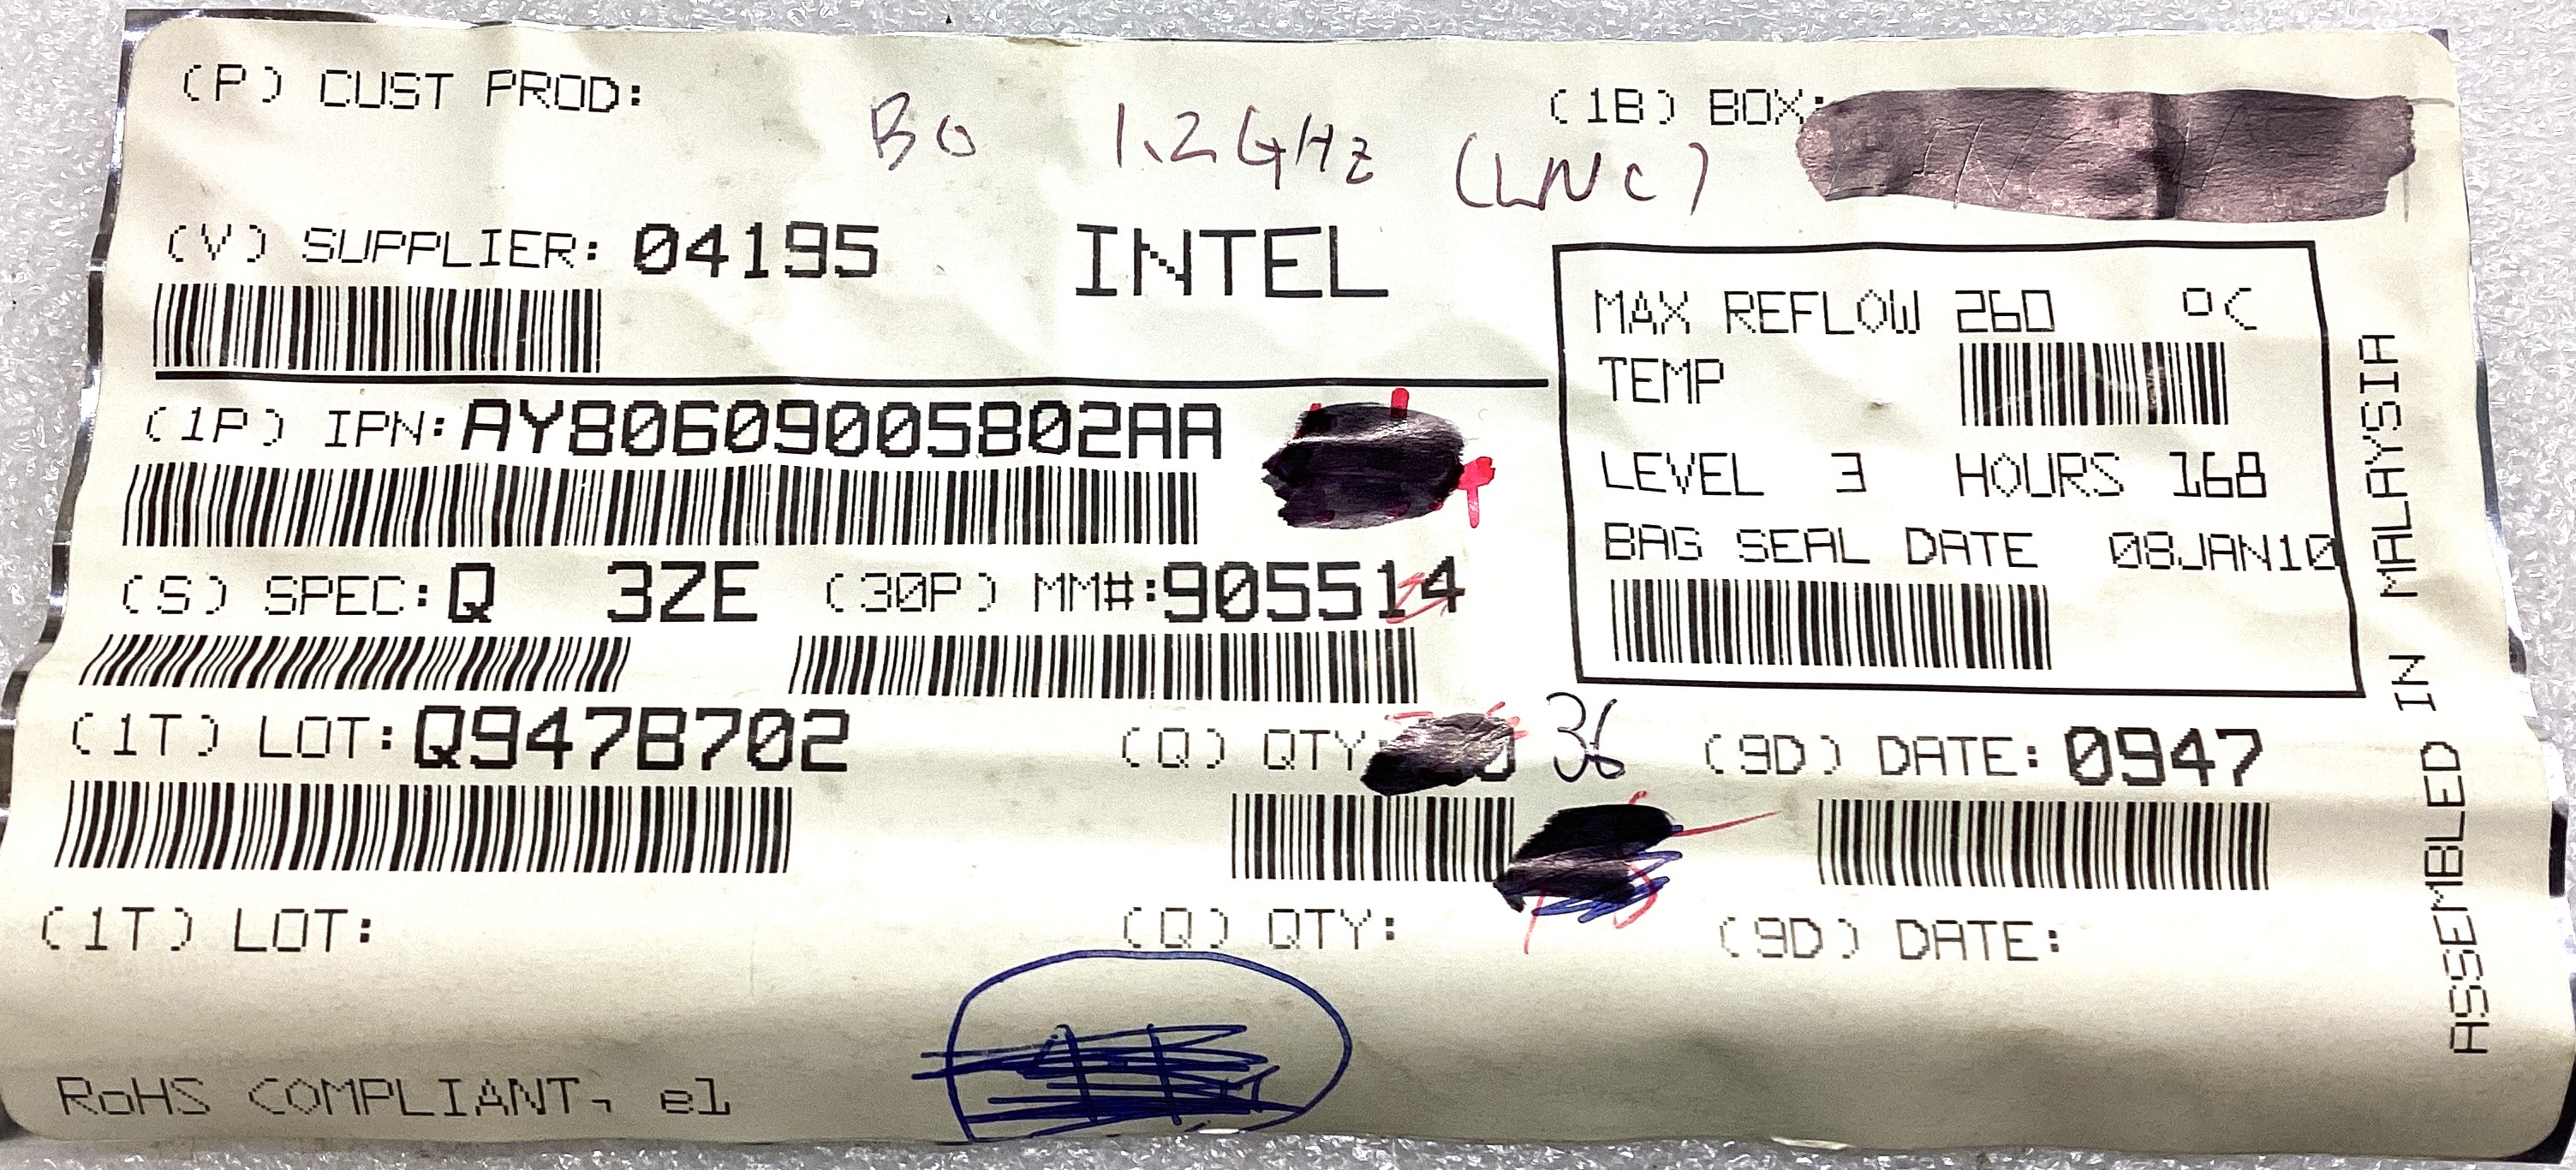 (P) CUST PROD:
B0 1.2GHz (LNC)
(1B) BOX:
(V) SUPPLIER: 04195
INTEL
MAX REFLOW 260 °C
TEMP
LEVEL 3 HOURS 168
BAG SEAL DATE 08JAN10
(1P) IPN: AY80609005802AA
(S) SPEC: Q 3ZE (30P) MM#: 905514
(1T) LOT: Q947B702 (Q) QTY 36 (9D) DATE: 0947
(1T) LOT: (Q) QTY: (9D) DATE:
RoHS COMPLIANT, e1
ASSEMBLED IN MALAYSIA